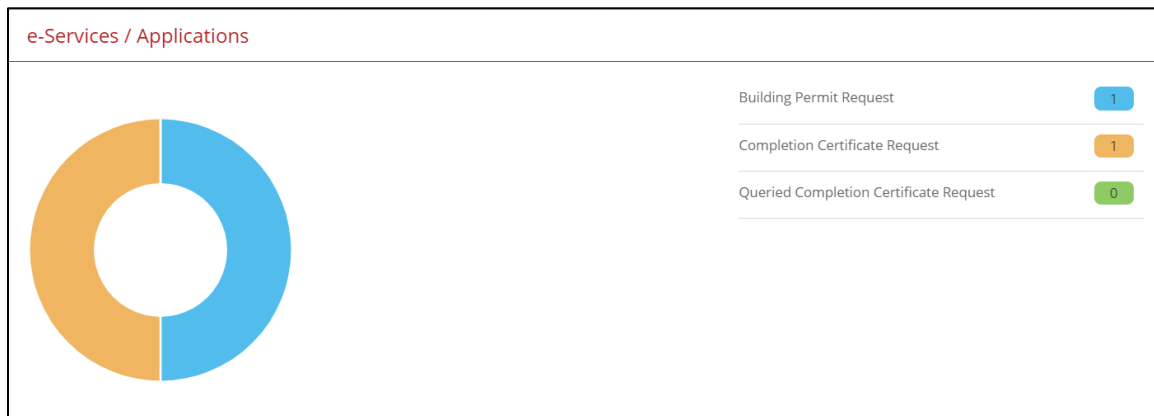 e-Services / Applications
Building Permit Request 1
Completion Certificate Request 1
Queried Completion Certificate Request 0